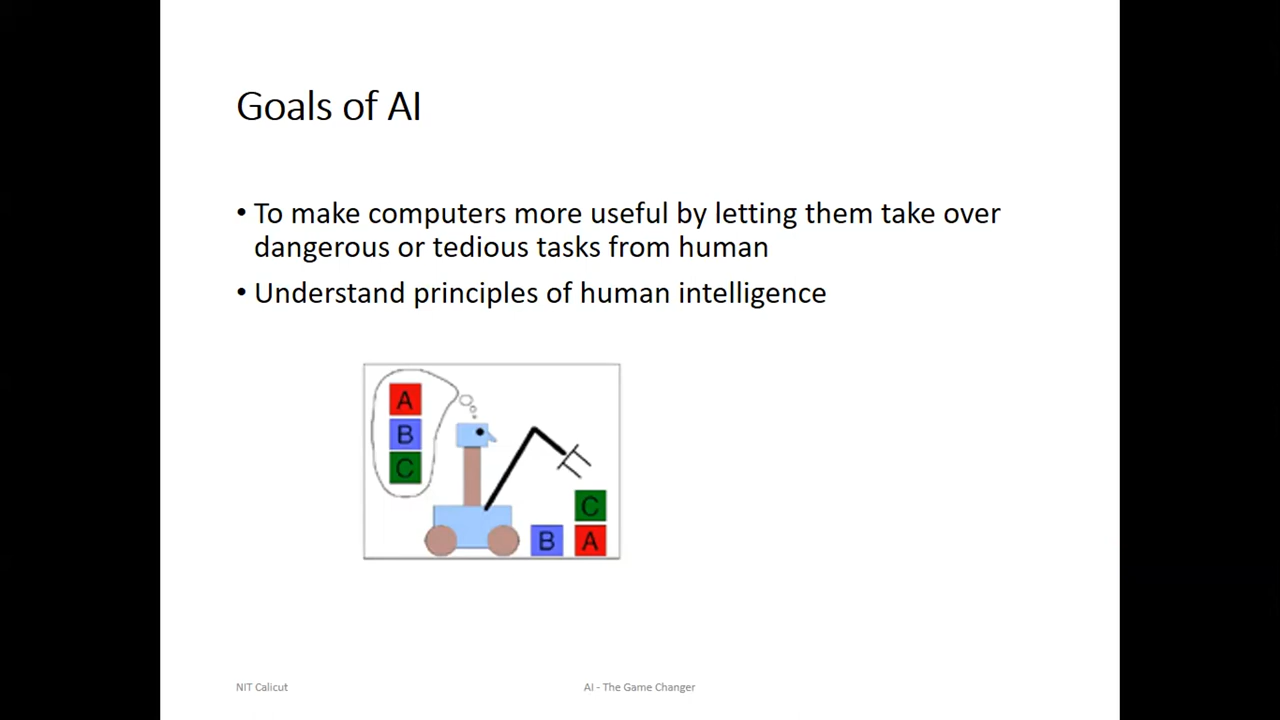 Goals of AI
• To make computers more useful by letting them take over
dangerous or tedious tasks from human
• Understand principles of human intelligence
A
B
C
C
B A
NIT Calicut
AI - The Game Changer